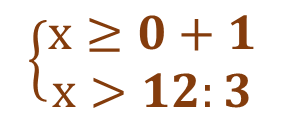 x ≥ 0 + 1
x > 12:3